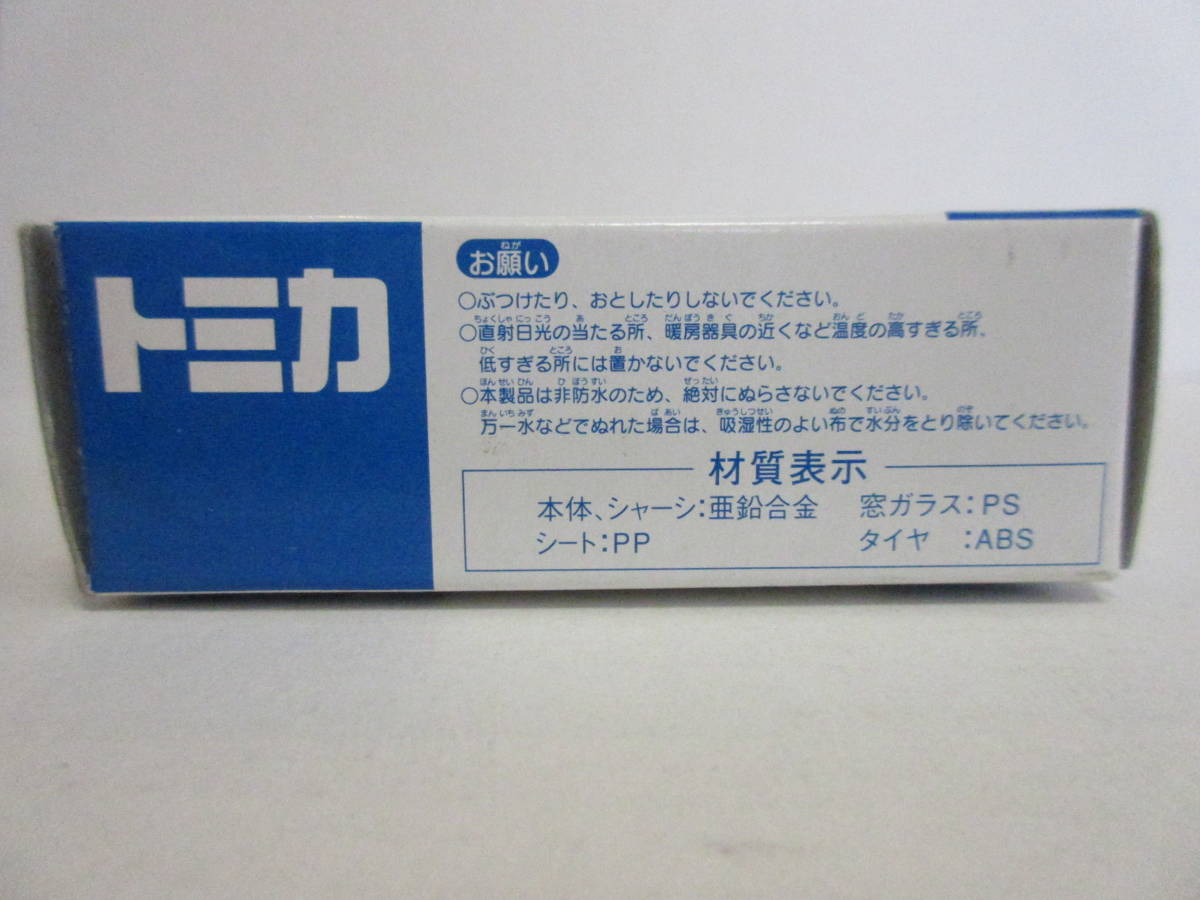 トミカ
お願い
○ぶつけたり、おとしたりしないでください。
○直射日光の当たる所、暖房器具の近くなど温度の高すぎる所、
低すぎる所には置かないでください。
○本製品は非防水のため、絶対にぬらさないでください。
万一水などでぬれた場合は、吸湿性のよい布で水分をとり除いてください。
材質表示
本体、シャーシ：亜鉛合金　窓ガラス：PS
シート：PP　タイヤ　：ABS